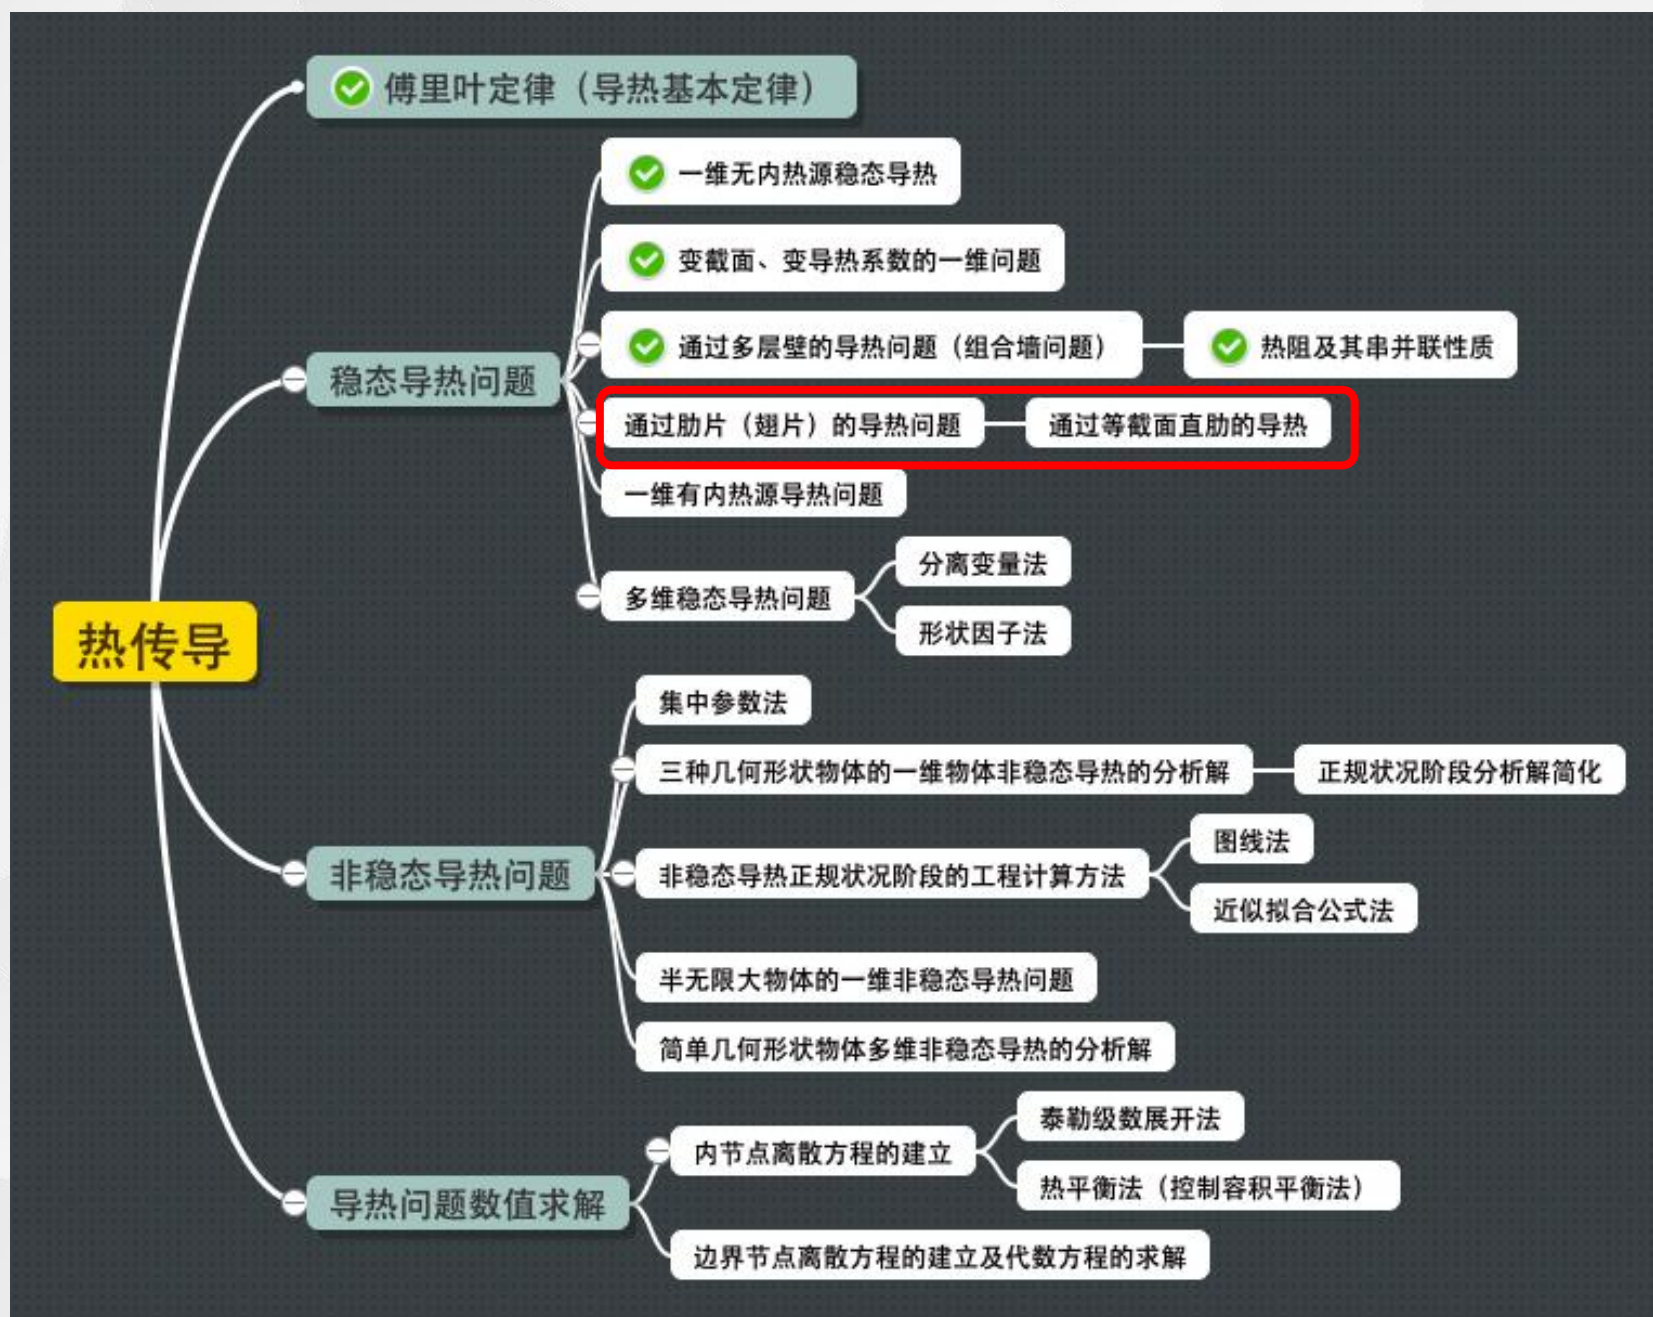 傅里叶定律（导热基本定律）
一维无内热源稳态导热
变截面、变导热系数的一维问题
通过多层壁的导热问题（组合墙问题）
热阻及其串并联性质
稳态导热问题
通过肋片（翅片）的导热问题
通过等截面直肋的导热
一维有内热源导热问题
分离变量法
多维稳态导热问题
形状因子法
热传导
集中参数法
三种几何形状物体的一维物体非稳态导热的分析解
正规状况阶段分析解简化
图线法
非稳态导热问题
非稳态导热正规状况阶段的工程计算方法
近似拟合公式法
半无限大物体的一维非稳态导热问题
简单几何形状物体多维非稳态导热的分析解
泰勒级数展开法
内节点离散方程的建立
热平衡法（控制容积平衡法）
导热问题数值求解
边界节点离散方程的建立及代数方程的求解